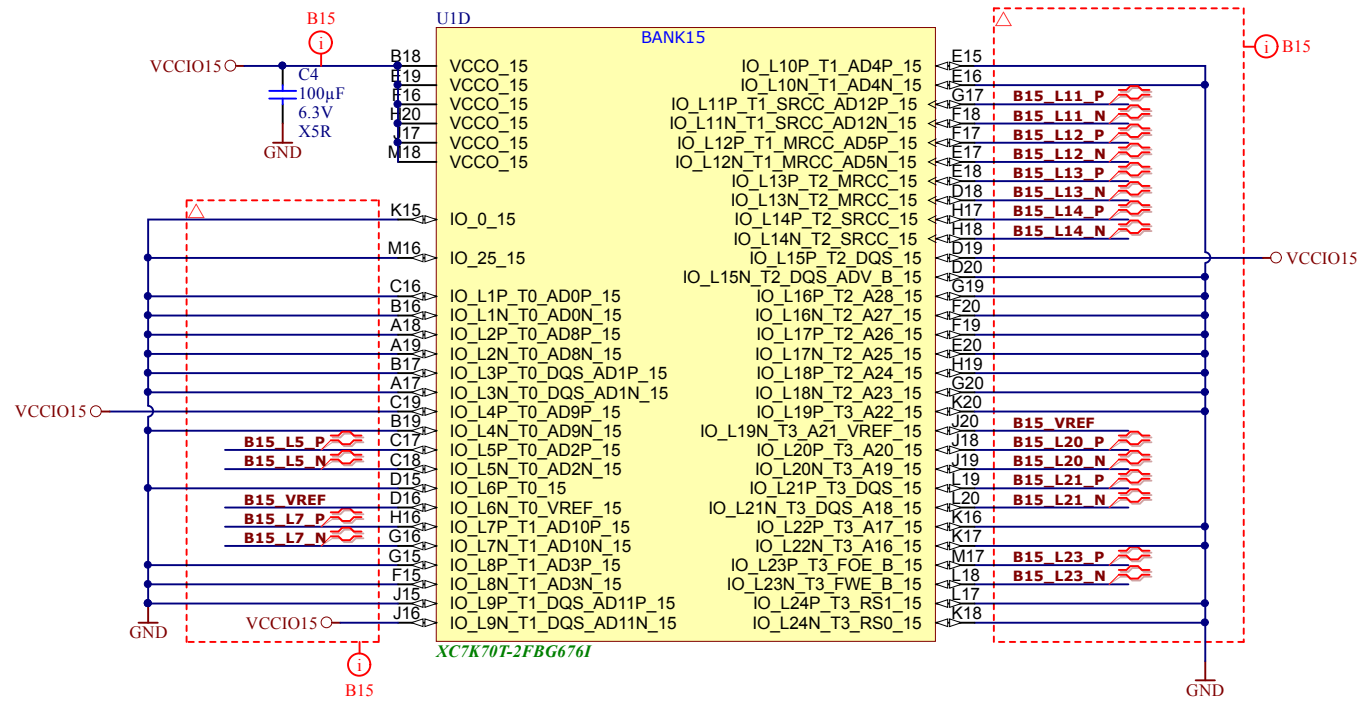 B15
U1D
BANK15
i
i B15
VCCIO15
B18 VCCO_15 IO_L10P_T1_AD4P_15 E15
C4
E19 VCCO_15 IO_L10N_T1_AD4N_15 E16
100µF
F16 VCCO_15 IO_L11P_T1_SRCC_AD12P_15 G17 B15_L11_P
6.3V
H20 VCCO_15 IO_L11N_T1_SRCC_AD12N_15 F18 B15_L11_N
X5R
J17 VCCO_15 IO_L12P_T1_MRCC_AD5P_15 F17 B15_L12_P
GND
M18 VCCO_15 IO_L12N_T1_MRCC_AD5N_15 E17 B15_L12_N
IO_L13P_T2_MRCC_15 E18 B15_L13_P
IO_L13N_T2_MRCC_15 D18 B15_L13_N
K15 IO_0_15 IO_L14P_T2_SRCC_15 H17 B15_L14_P
IO_L14N_T2_SRCC_15 H18 B15_L14_N
M16 IO_25_15 IO_L15P_T2_DQS_15 D19 VCCIO15
IO_L15N_T2_DQS_ADV_B_15 D20
C16 IO_L1P_T0_AD0P_15 IO_L16P_T2_A28_15 G19
B16 IO_L1N_T0_AD0N_15 IO_L16N_T2_A27_15 F20
A18 IO_L2P_T0_AD8P_15 IO_L17P_T2_A26_15 F19
A19 IO_L2N_T0_AD8N_15 IO_L17N_T2_A25_15 E20
B17 IO_L3P_T0_DQS_AD1P_15 IO_L18P_T2_A24_15 H19
A17 IO_L3N_T0_DQS_AD1N_15 IO_L18N_T2_A23_15 G20
VCCIO15 C19 IO_L4P_T0_AD9P_15 IO_L19P_T3_A22_15 K20
B19 IO_L4N_T0_AD9N_15 IO_L19N_T3_A21_VREF_15 J20 B15_VREF
B15_L5_P C17 IO_L5P_T0_AD2P_15 IO_L20P_T3_A20_15 J18 B15_L20_P
B15_L5_N C18 IO_L5N_T0_AD2N_15 IO_L20N_T3_A19_15 J19 B15_L20_N
D15 IO_L6P_T0_15 IO_L21P_T3_DQS_15 L19 B15_L21_P
B15_VREF D16 IO_L6N_T0_VREF_15 IO_L21N_T3_DQS_A18_15 L20 B15_L21_N
B15_L7_P H16 IO_L7P_T1_AD10P_15 IO_L22P_T3_A17_15 K16
B15_L7_N G16 IO_L7N_T1_AD10N_15 IO_L22N_T3_A16_15 K17
G15 IO_L8P_T1_AD3P_15 IO_L23P_T3_FOE_B_15 M17 B15_L23_P
F15 IO_L8N_T1_AD3N_15 IO_L23N_T3_FWE_B_15 L18 B15_L23_N
J15 IO_L9P_T1_DQS_AD11P_15 IO_L24P_T3_RS1_15 L17
VCCIO15 J16 IO_L9N_T1_DQS_AD11N_15 IO_L24N_T3_RS0_15 K18
GND
XC7K70T-2FBG676I
i
B15
GND